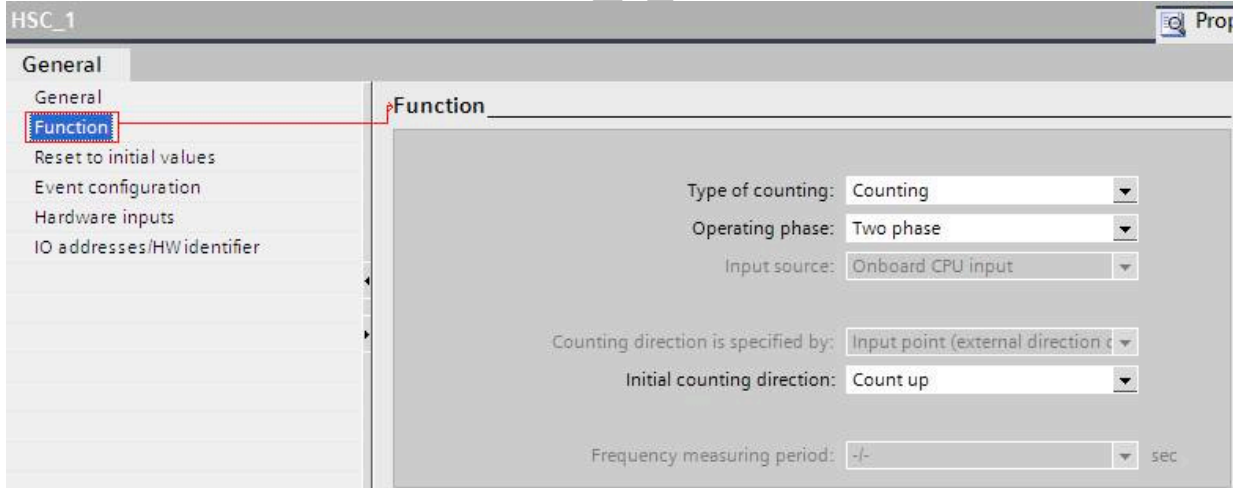 HSC_1
Prop
General
General
Function
Reset to initial values
Event configuration
Hardware inputs
IO addresses/HW identifier
Function
Type of counting: Counting
Operating phase: Two phase
Input source: Onboard CPU input
Counting direction is specified by: Input point (external direction c
Initial counting direction: Count up
Frequency measuring period: -/- sec